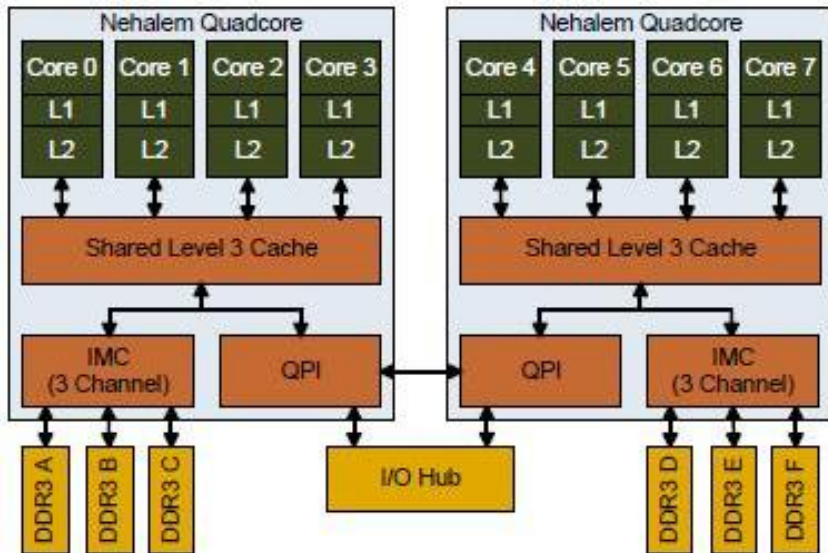 Nehalem Quadcore
Core 0 Core 1 Core 2 Core 3
L1 L1 L1 L1
L2 L2 L2 L2
Shared Level 3 Cache
IMC
(3 Channel)
QPI
DDR3 A
DDR3 B
DDR3 C
Nehalem Quadcore
Core 4 Core 5 Core 6 Core 7
L1 L1 L1 L1
L2 L2 L2 L2
Shared Level 3 Cache
QPI
IMC
(3 Channel)
I/O Hub
DDR3 D
DDR3 E
DDR3 F